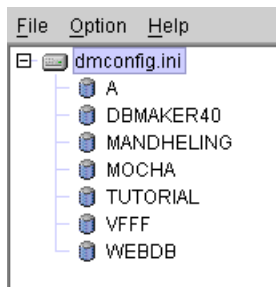 File Option Help
dmconfig.ini
A
DBMAKER40
MANDHELING
MOCHA
TUTORIAL
VFFF
WEBDB